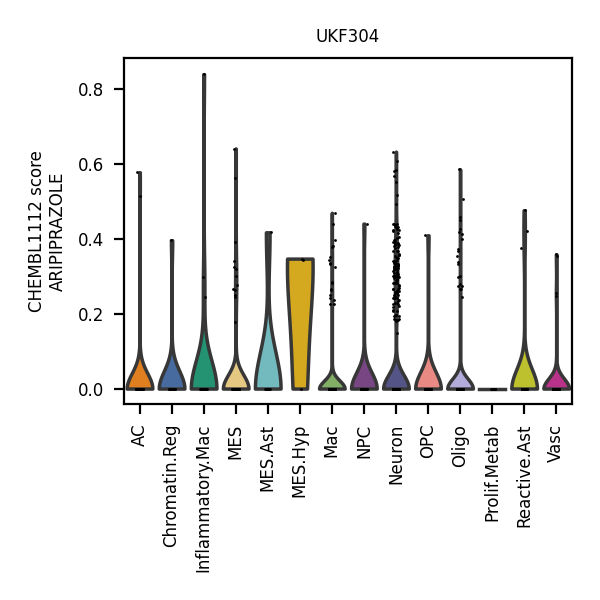 UKF304
CHEMBL1112 score
ARIPIPRAZOLE
0.8
0.6
0.4
0.2
0.0
AC
Chromatin.Reg
Inflammatory.Mac
MES
MES.Ast
MES.Hyp
Mac
NPC
Neuron
OPC
Oligo
Prolif.Metab
Reactive.Ast
Vasc